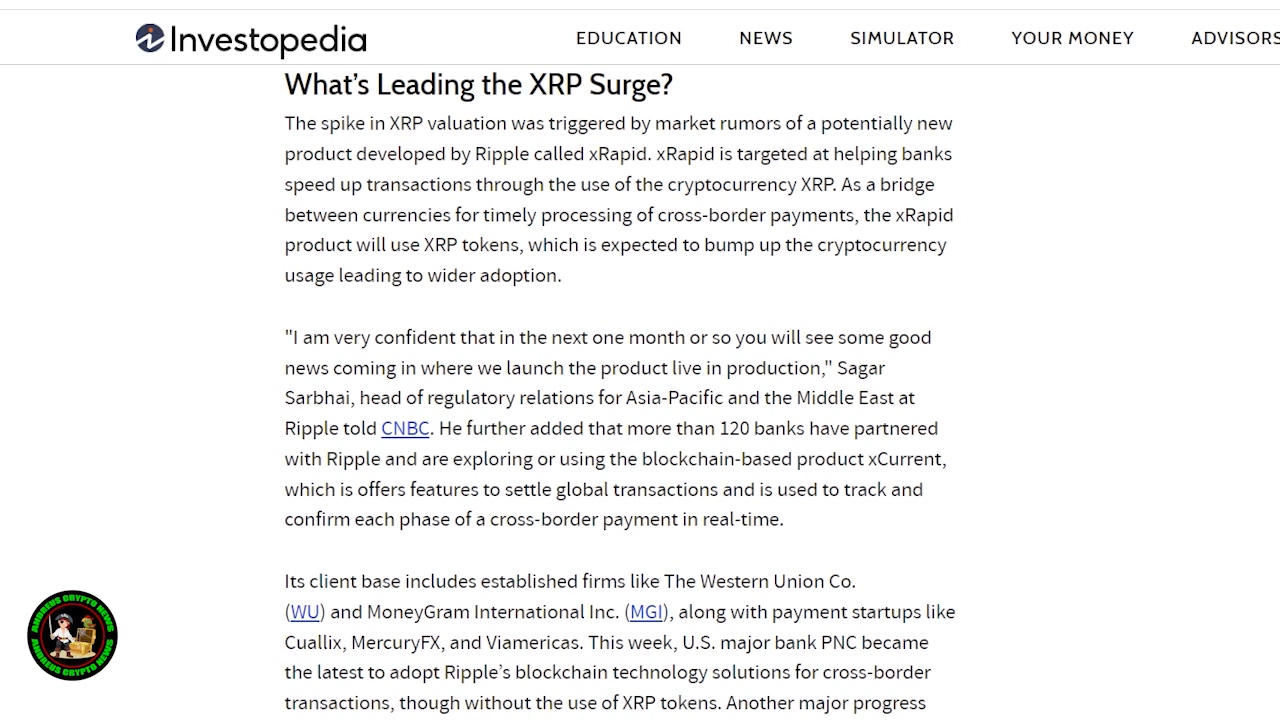 Investopedia
EDUCATION NEWS SIMULATOR YOUR MONEY ADVISORS
What's Leading the XRP Surge?
The spike in XRP valuation was triggered by market rumors of a potentially new
product developed by Ripple called xRapid. xRapid is targeted at helping banks
speed up transactions through the use of the cryptocurrency XRP. As a bridge
between currencies for timely processing of cross-border payments, the xRapid
product will use XRP tokens, which is expected to bump up the cryptocurrency
usage leading to wider adoption.
"I am very confident that in the next one month or so you will see some good
news coming in where we launch the product live in production," Sagar
Sarbhai, head of regulatory relations for Asia-Pacific and the Middle East at
Ripple told CNBC. He further added that more than 120 banks have partnered
with Ripple and are exploring or using the blockchain-based product xCurrent,
which is offers features to settle global transactions and is used to track and
confirm each phase of a cross-border payment in real-time.
Its client base includes established firms like The Western Union Co.
(WU) and MoneyGram International Inc. (MGI), along with payment startups like
Cuallix, MercuryFX, and Viamericas. This week, U.S. major bank PNC became
the latest to adopt Ripple's blockchain technology solutions for cross-border
transactions, though without the use of XRP tokens. Another major progress
ANDREUS CRYPTO NEWS
ANDREUS CRYPTO NEWS